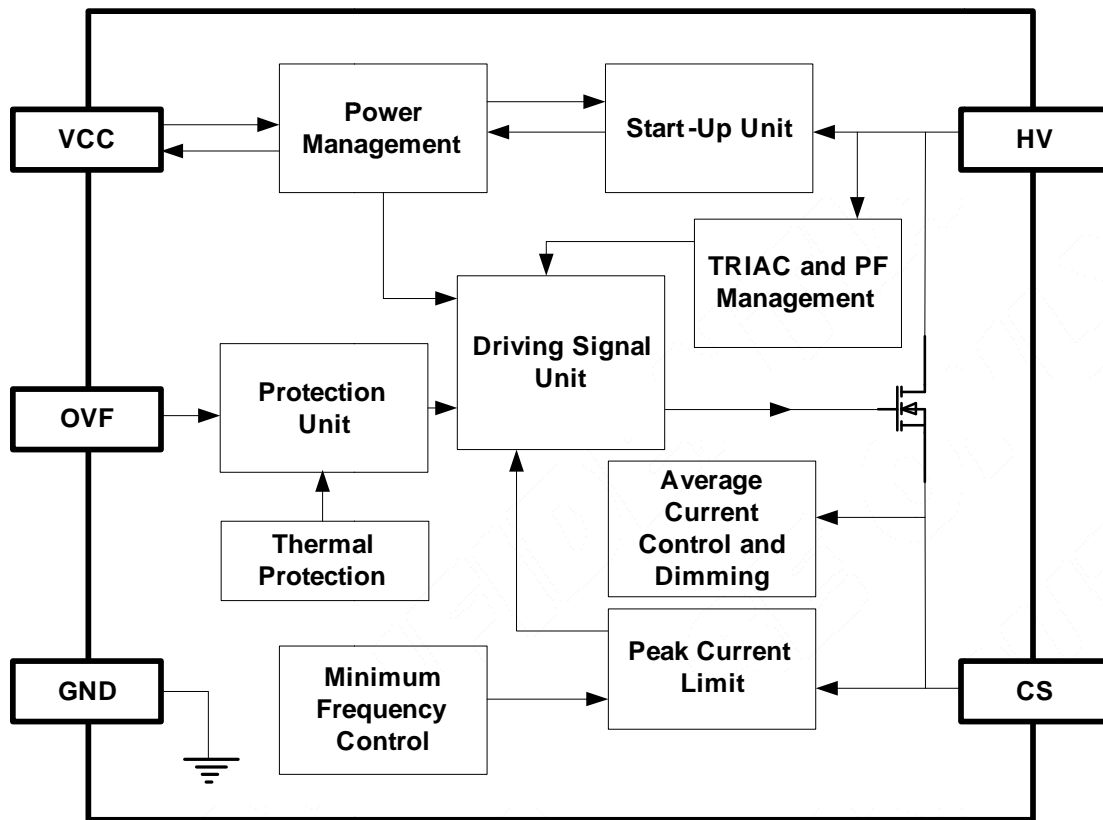 VCC
Power
Management
Start-Up Unit
HV
TRIAC and PF
Management
Driving Signal
Unit
OVF
Protection
Unit
Thermal
Protection
Average
Current
Control and
Dimming
GND
Minimum
Frequency
Control
Peak Current
Limit
CS